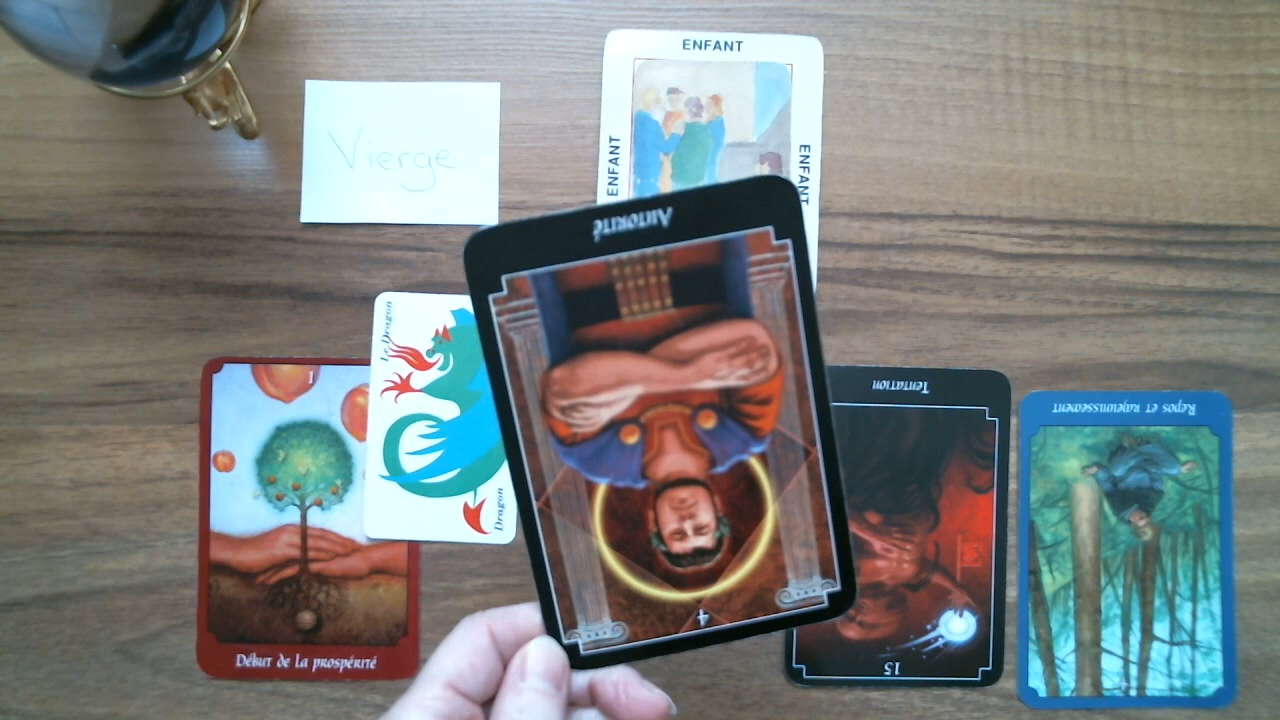 ENFANT
Vierge
ENFANT
ENFANT
Autorité
Le Dragon
1
Tentation
Repos et rajeunissement
Dragon
4
Début de la prospérité
15